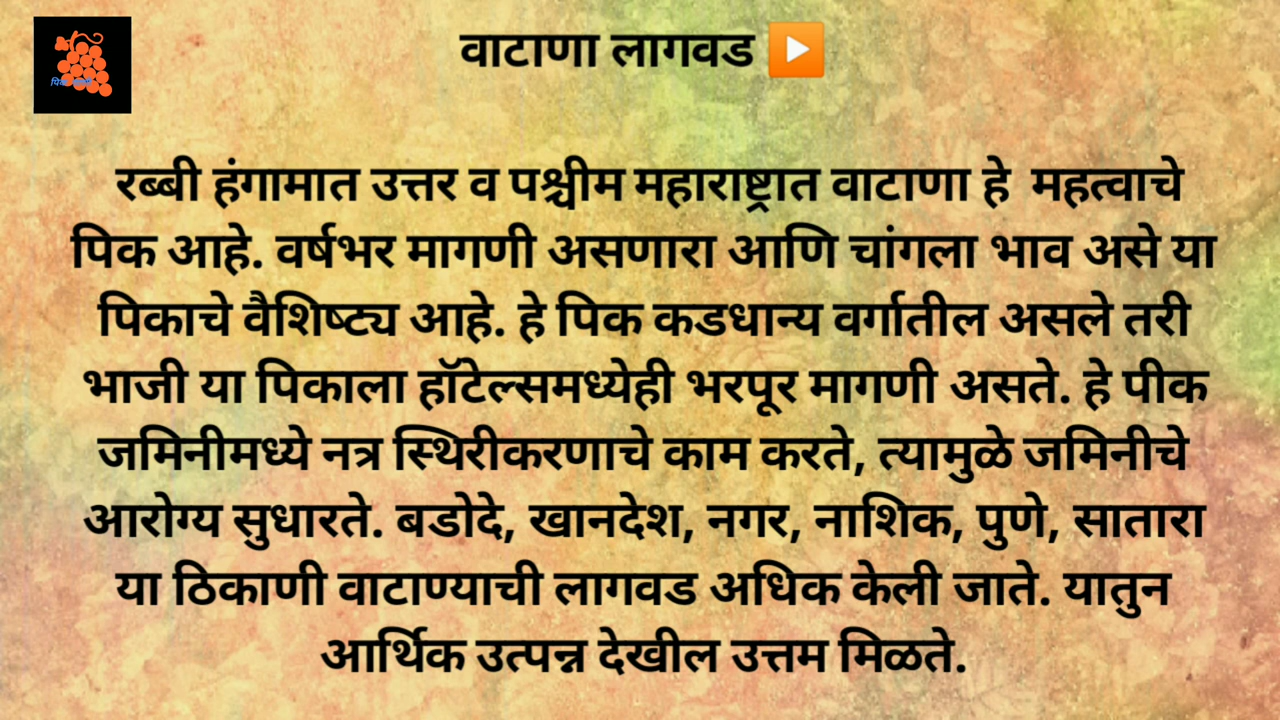 वाटाणा लागवड
रब्बी हंगामात उत्तर व पश्चीम महाराष्ट्रात वाटाणा हे महत्वाचे
पिक आहे. वर्षभर मागणी असणारा आणि चांगला भाव असे या
पिकाचे वैशिष्ट्य आहे. हे पिक कडधान्य वर्गातील असले तरी
भाजी या पिकाला हॉटेल्समध्येही भरपूर मागणी असते. हे पीक
जमिनीमध्ये नत्र स्थिरीकरणाचे काम करते, त्यामुळे जमिनीचे
आरोग्य सुधारते. बडोदे, खानदेश, नगर, नाशिक, पुणे, सातारा
या ठिकाणी वाटाण्याची लागवड अधिक केली जाते. यातुन
आर्थिक उत्पन्न देखील उत्तम मिळते.